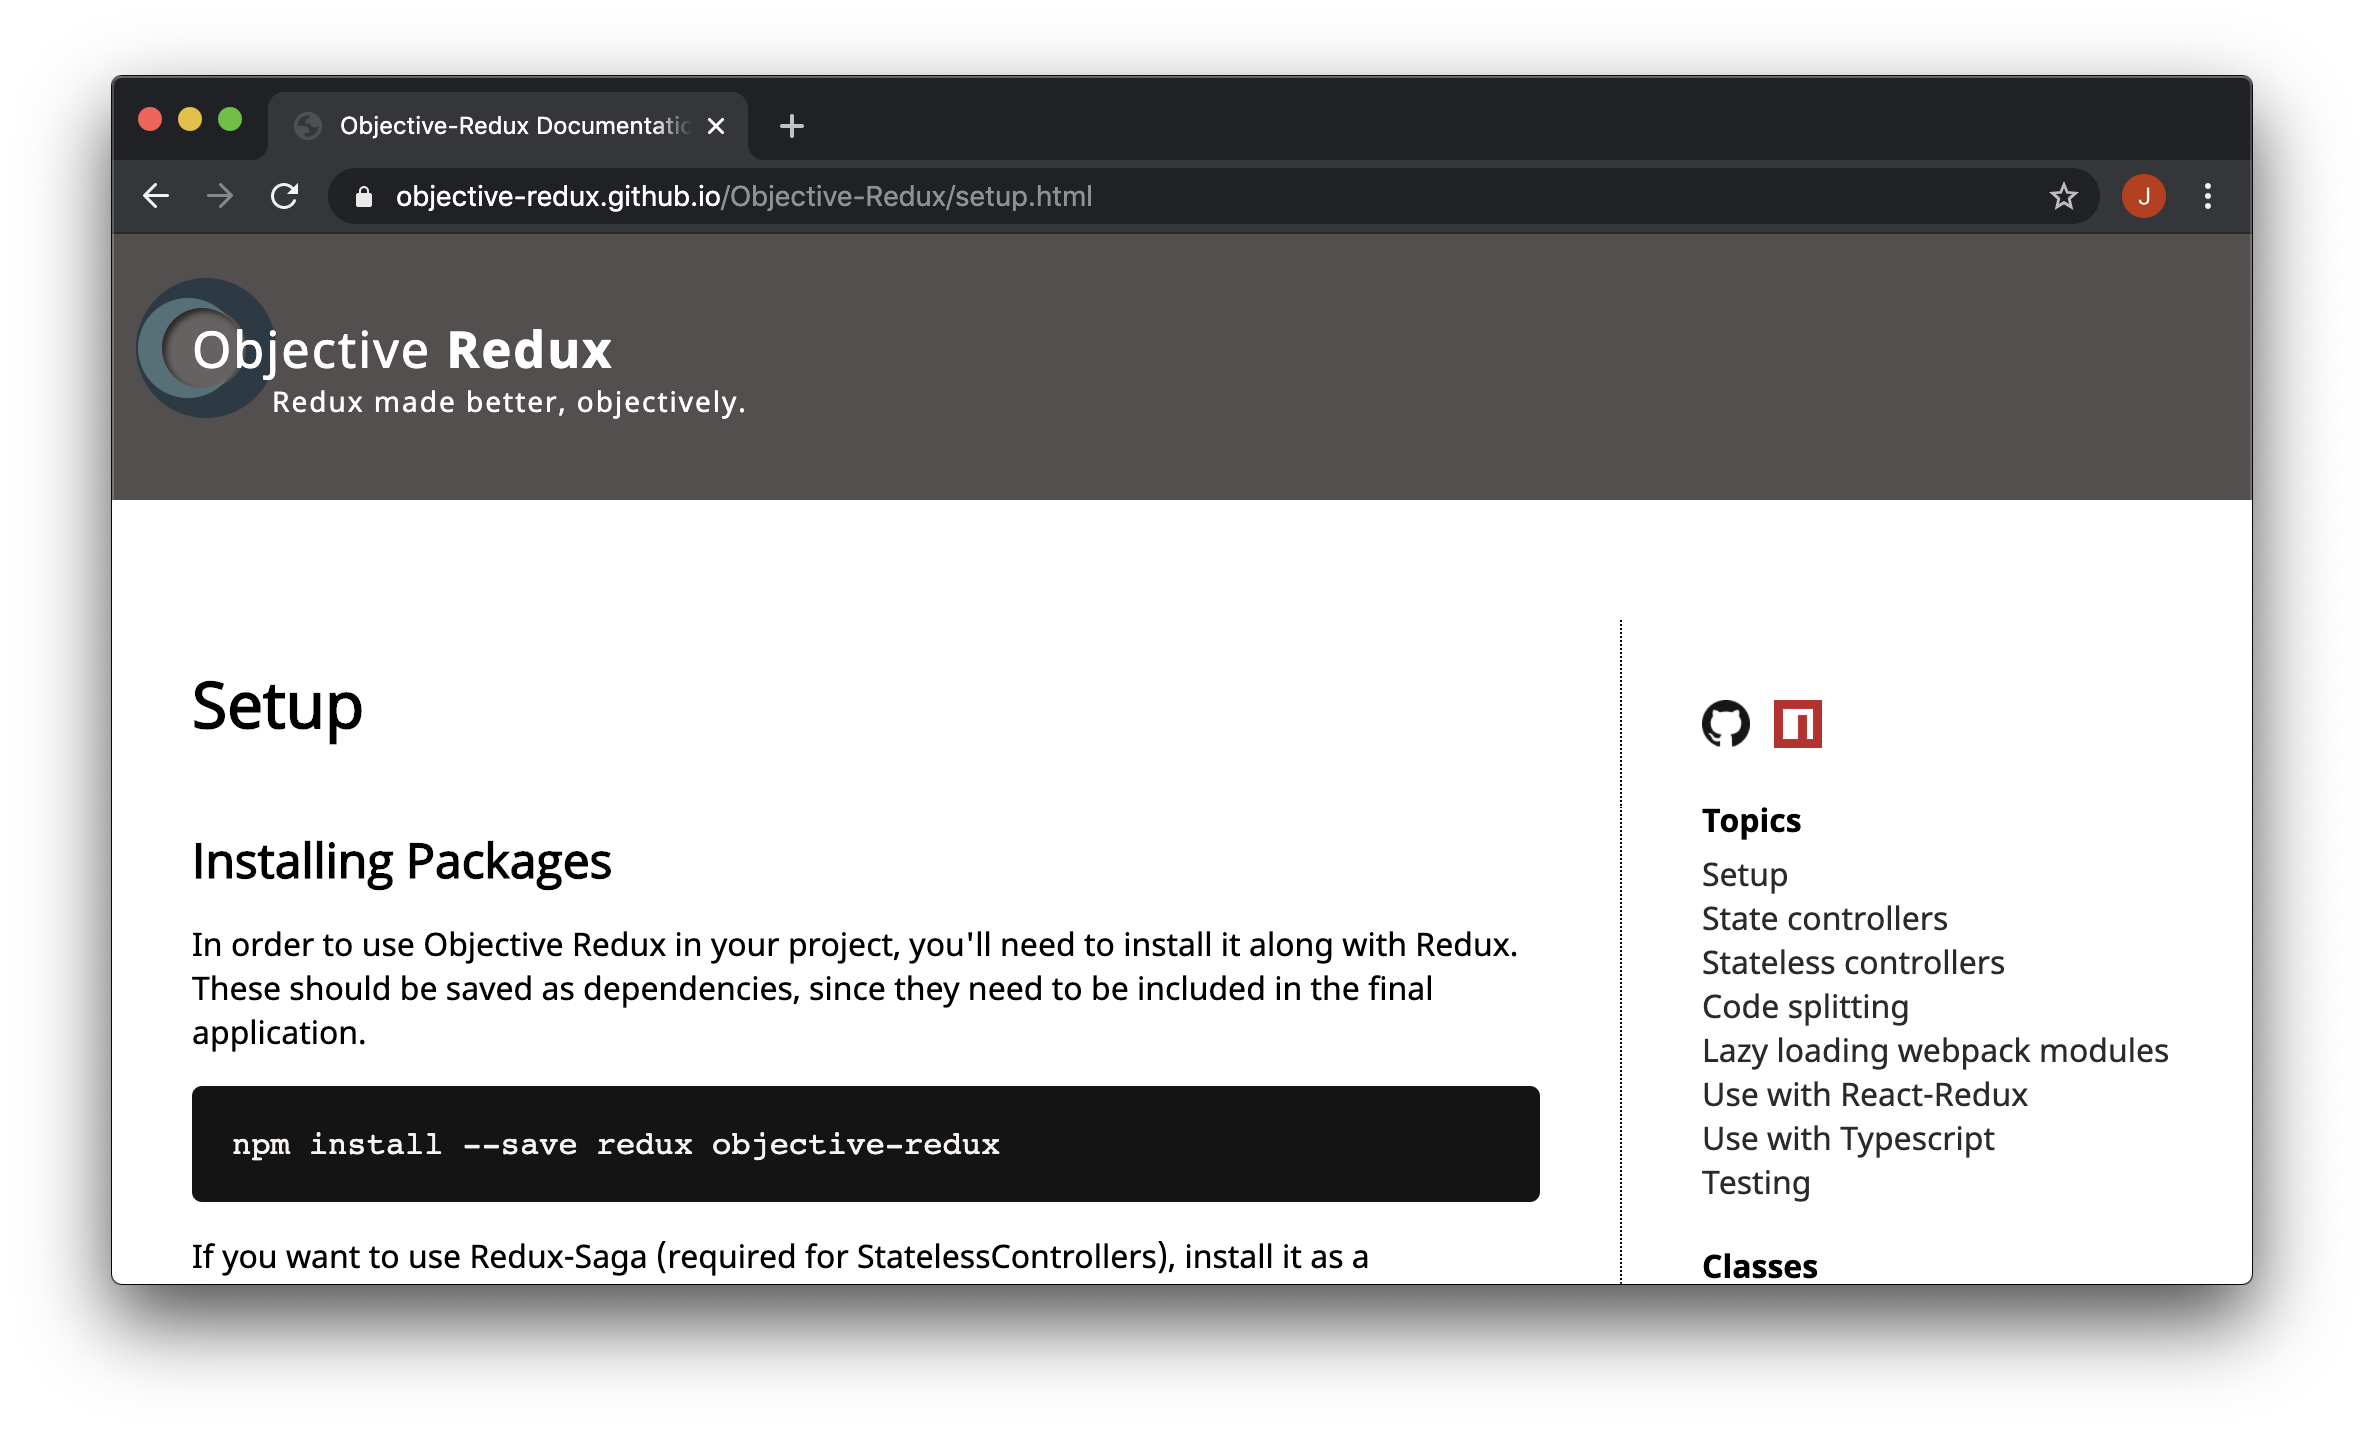 Objective-Redux Documentatic
objective-redux.github.io/Objective-Redux/setup.html
J
Objective Redux
Redux made better, objectively.
Setup
Installing Packages
In order to use Objective Redux in your project, you'll need to install it along with Redux.
These should be saved as dependencies, since they need to be included in the final
application.
npm install --save redux objective-redux
If you want to use Redux-Saga (required for StatelessControllers), install it as a
Topics
Setup
State controllers
Stateless controllers
Code splitting
Lazy loading webpack modules
Use with React-Redux
Use with Typescript
Testing
Classes